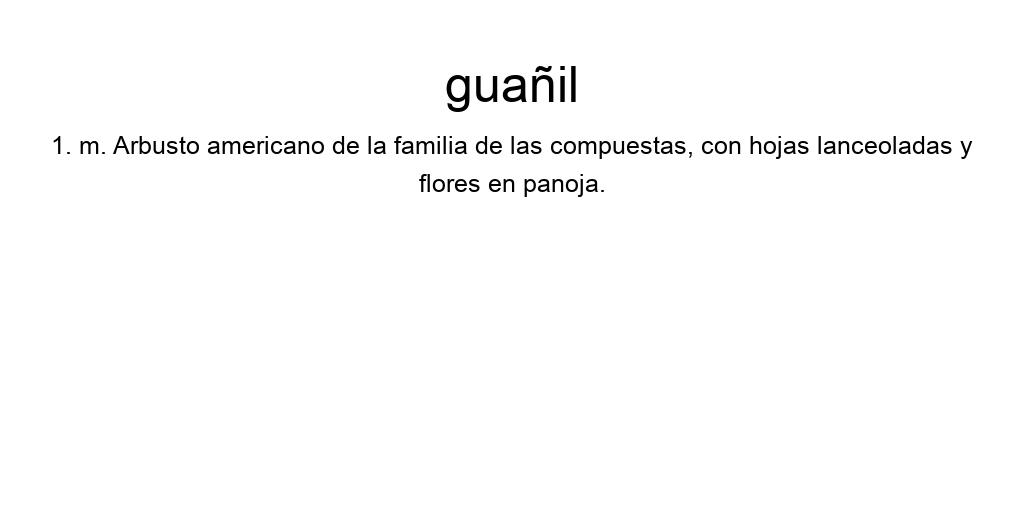 guañil
1. m. Arbusto americano de la familia de las compuestas, con hojas lanceoladas y
flores en panoja.